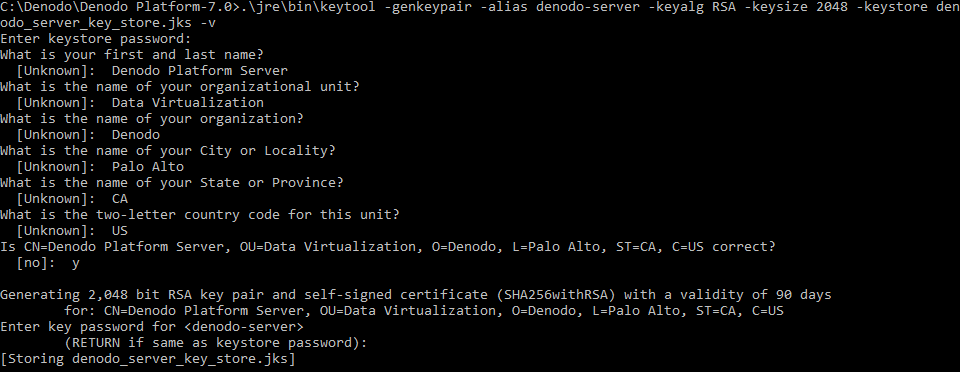 C:\Denodo\Denodo Platform-7.0>.\jre\bin\keytool -genkeypair -alias denodo-server -keyalg RSA -keysize 2048 -keystore den
odo_server_key_store.jks -v
Enter keystore password:
What is your first and last name?
  [Unknown]:  Denodo Platform Server
What is the name of your organizational unit?
  [Unknown]:  Data Virtualization
What is the name of your organization?
  [Unknown]:  Denodo
What is the name of your City or Locality?
  [Unknown]:  Palo Alto
What is the name of your State or Province?
  [Unknown]:  CA
What is the two-letter country code for this unit?
  [Unknown]:  US
Is CN=Denodo Platform Server, OU=Data Virtualization, O=Denodo, L=Palo Alto, ST=CA, C=US correct?
  [no]:  y

Generating 2,048 bit RSA key pair and self-signed certificate (SHA256withRSA) with a validity of 90 days
        for: CN=Denodo Platform Server, OU=Data Virtualization, O=Denodo, L=Palo Alto, ST=CA, C=US
Enter key password for <denodo-server>
        (RETURN if same as keystore password):
[Storing denodo_server_key_store.jks]